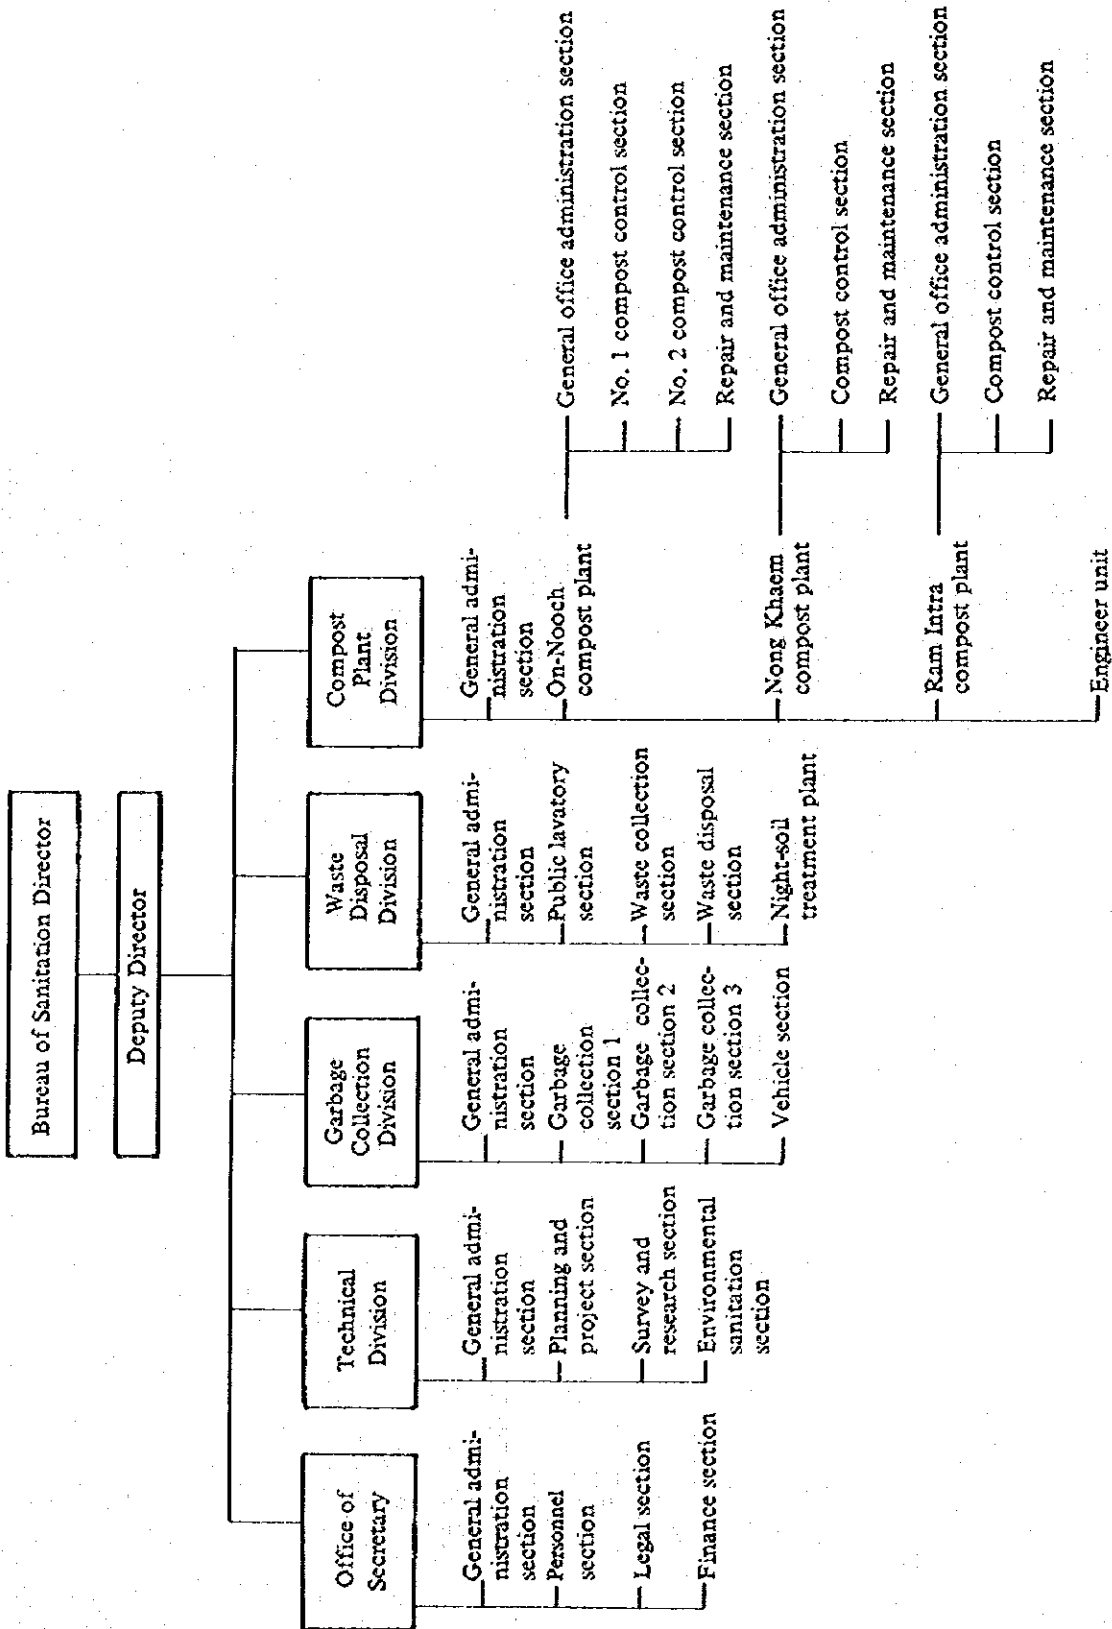 Bureau of Sanitation Director
Deputy Director
Office of
Secretary
General admi-
nistration
section
Personnel
section
Legal section
Finance section
Technical
Division
General admi-
nistration
section
Planning and
project section
Survey and
research section
Environmental
sanitation
section
Garbage
Collection
Division
General admi-
nistration
section
Garbage
collection
section 1
Garbage collec-
tion section 2
Garbage collec-
tion section 3
Vehicle section
Waste
Disposal
Division
General admi-
nistration
section
Public lavatory
section
Waste collection
section
Waste disposal
section
Night-soil
treatment plant
Compost
Plant
Division
General admi-
nistration
section
On-Nooch
compost plant
General office administration section
No. 1 compost control section
No. 2 compost control section
Repair and maintenance section
Nong Khaem
compost plant
General office administration section
Compost control section
Repair and maintenance section
Ram Intra
compost plant
General office administration section
Compost control section
Repair and maintenance section
Engineer unit